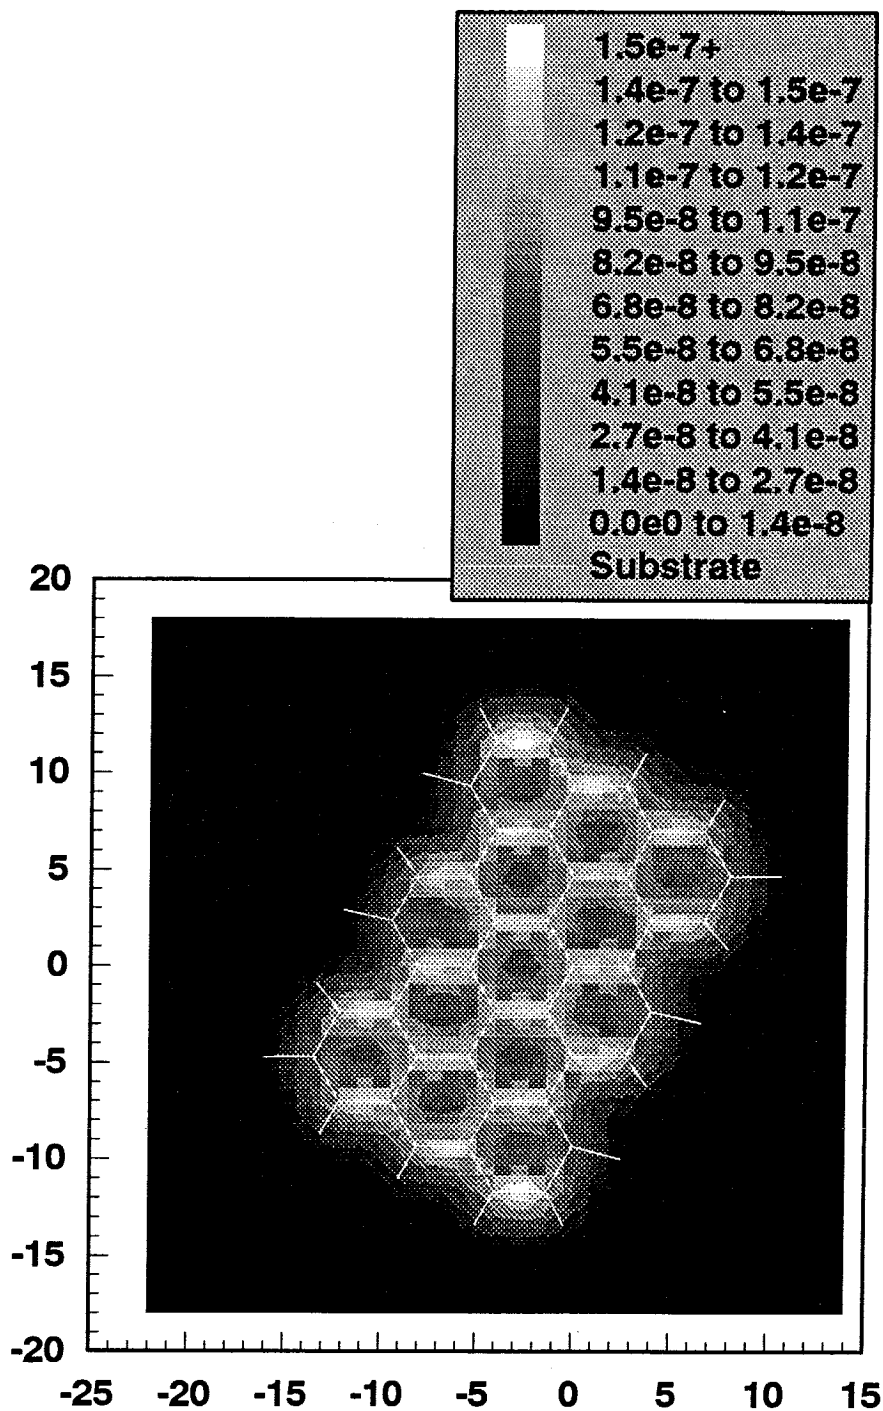 1.5e-7+
1.4e-7 to 1.5e-7
1.2e-7 to 1.4e-7
1.1e-7 to 1.2e-7
9.5e-8 to 1.1e-7
8.2e-8 to 9.5e-8
6.8e-8 to 8.2e-8
5.5e-8 to 6.8e-8
4.1e-8 to 5.5e-8
2.7e-8 to 4.1e-8
1.4e-8 to 2.7e-8
0.0e0 to 1.4e-8
Substrate
20
15
10
5
0
-5
-10
-15
-20
-25 -20 -15 -10 -5 0 5 10 15